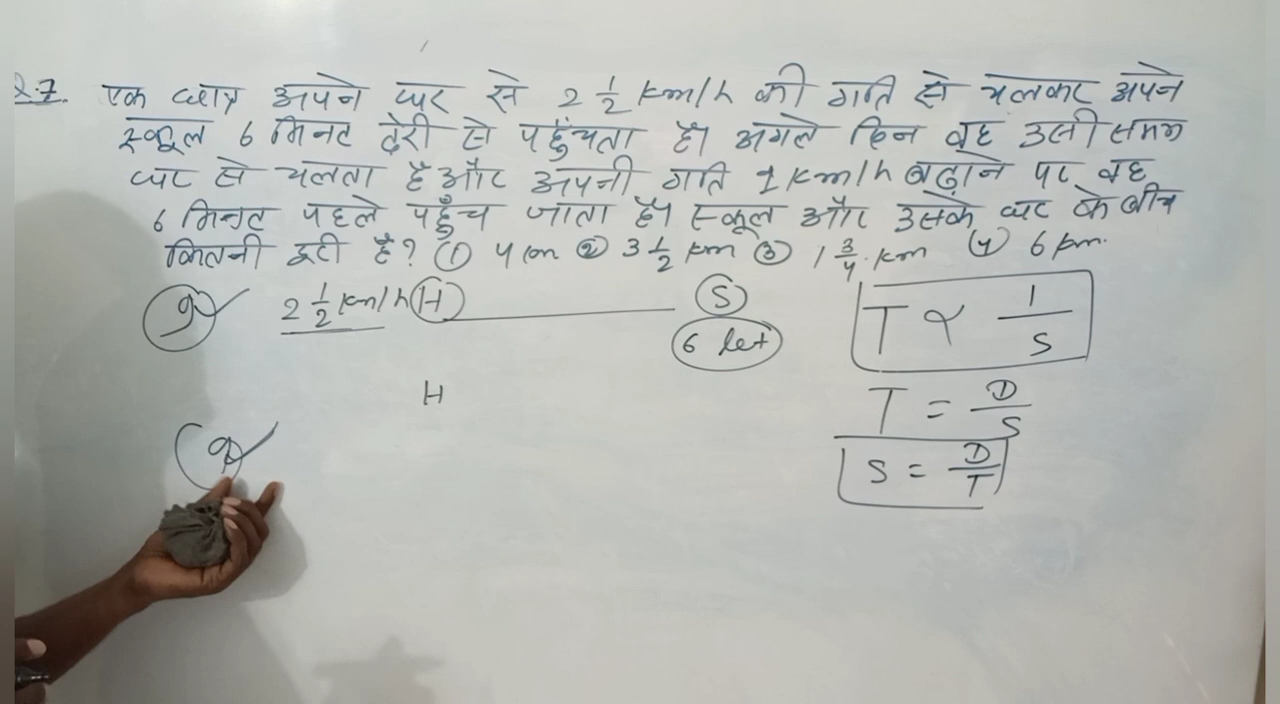 Q.7. एक छात्र अपने घर से 2 1/2 km/h की गति से चलकर अपने
स्कूल 6 मिनट देरी से पहुँचता है। अगले दिन वह उसी समय
घर से चलता है और अपनी गति 1 km/h बढ़ाने पर वह
6 मिनट पहले पहुँच जाता है। स्कूल और उसके घर के बीच
कितनी दूरी है? ① 4 km ② 3 1/2 km ③ 1 3/4 km ④ 6 km.
2 1/2 km/h H S
6 let
H
T ∝ 1/S
T = D/S
S = D/T